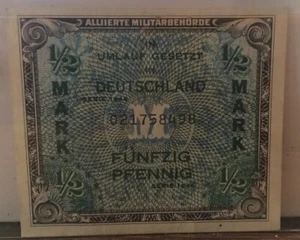 ALLIIERTE MILITÄRBEHÖRDE
1/2 IN 1/2
UMLAUF GESETZT
DEUTSCHLAND
SERIE 1944
MARK 021758498 MARK
M
FÜNFZIG
PFENNIG
1/2 SERIE 1944 1/2